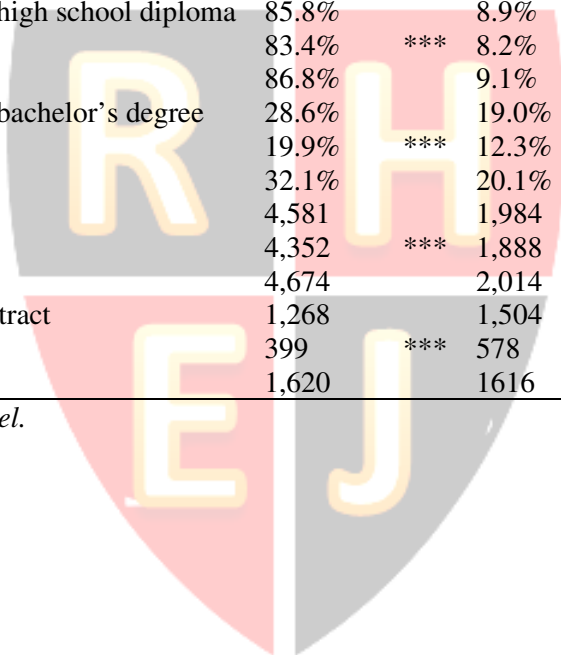 high school diploma 85.8% 8.9%
83.4% *** 8.2%
86.8% 9.1%
bachelor’s degree 28.6% 19.0%
19.9% *** 12.3%
32.1% 20.1%
4,581 1,984
4,352 *** 1,888
4,674 2,014
tract 1,268 1,504
399 *** 578
1,620 1616
el.
R H
E J